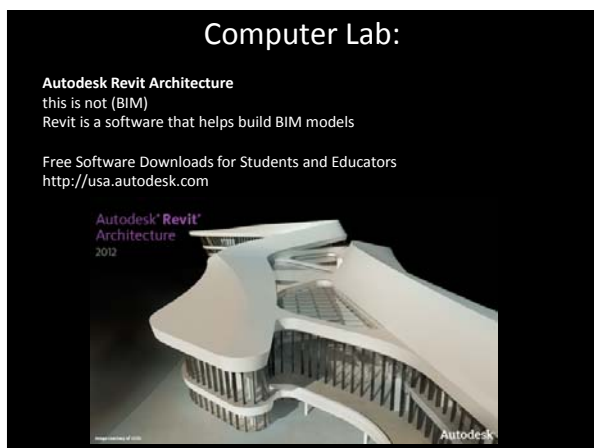 Computer Lab:
Autodesk Revit Architecture
this is not (BIM)
Revit is a software that helps build BIM models
Free Software Downloads for Students and Educators
http://usa.autodesk.com
Autodesk® Revit®
Architecture
2012
Autodesk